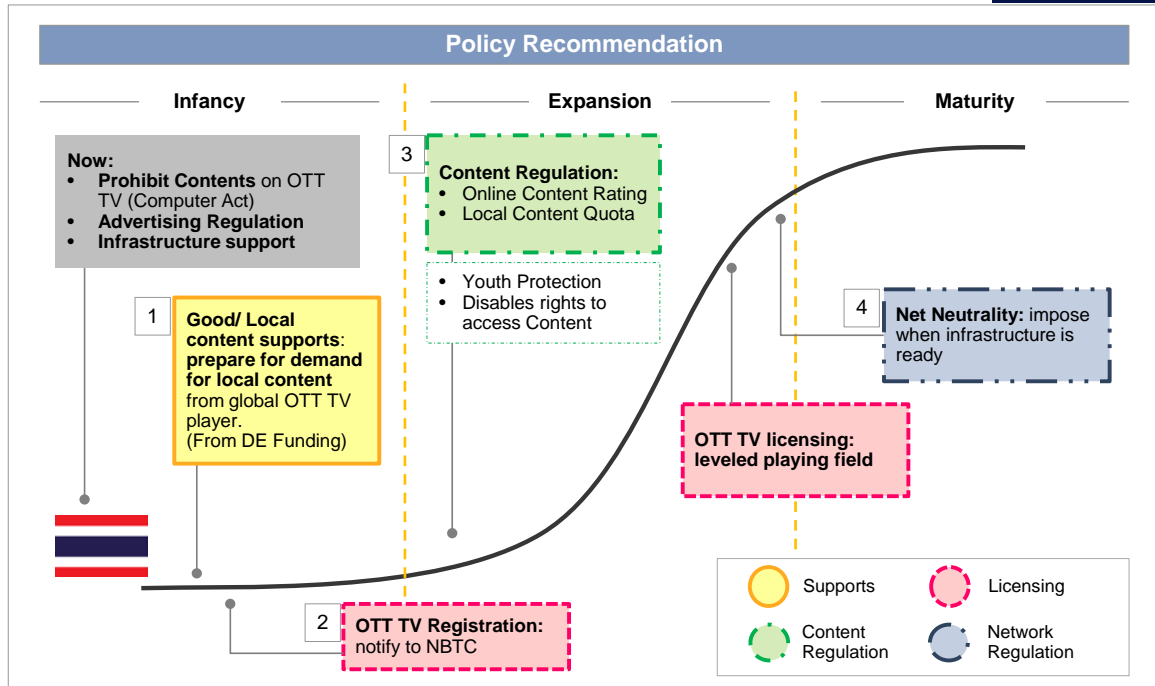 Policy Recommendation
Infancy
Expansion
Maturity
Now:
• Prohibit Contents on OTT
TV (Computer Act)
• Advertising Regulation
• Infrastructure support
1
Good/ Local
content supports:
prepare for demand
for local content
from global OTT TV
player.
(From DE Funding)
2
OTT TV Registration:
notify to NBTC
3
Content Regulation:
• Online Content Rating
• Local Content Quota
• Youth Protection
• Disables rights to
access Content
OTT TV licensing:
leveled playing field
4
Net Neutrality: impose
when infrastructure is
ready
Supports
Licensing
Content
Regulation
Network
Regulation